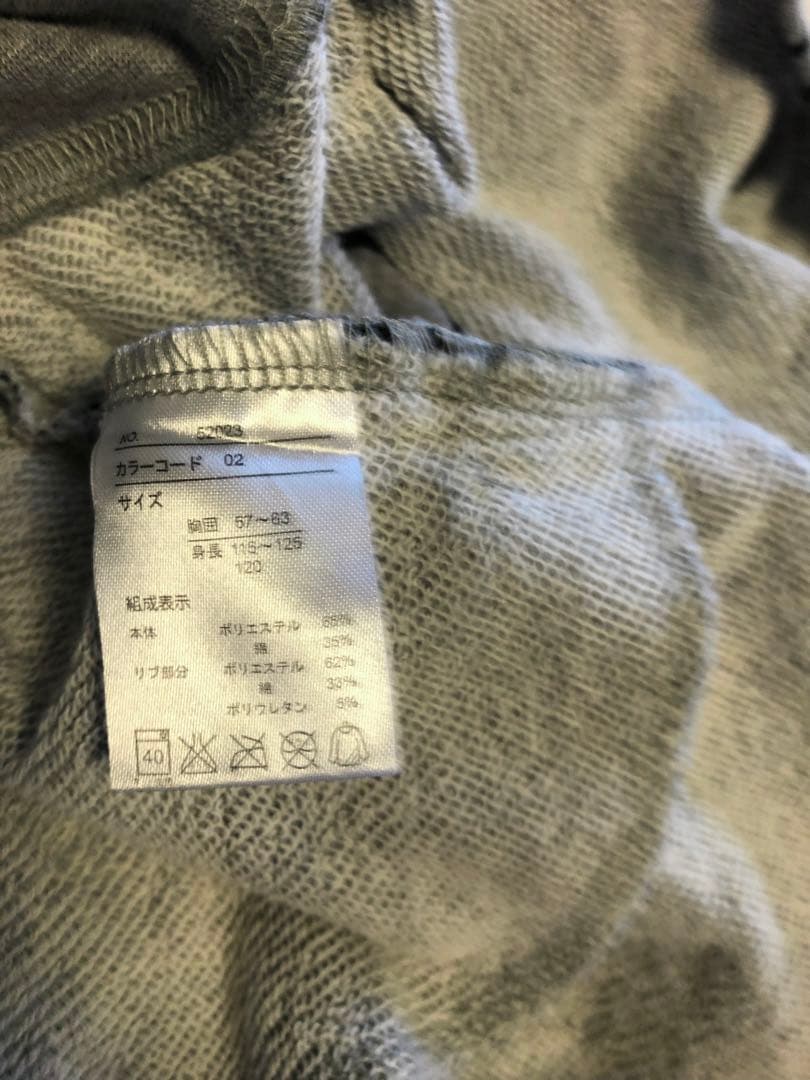 NO. 52023
カラーコード 02
サイズ
胸囲 57～63
身長 115～125
120
組成表示
本体 ポリエステル 65%
綿 35%
リブ部分 ポリエステル 62%
綿 33%
ポリウレタン 5%
40